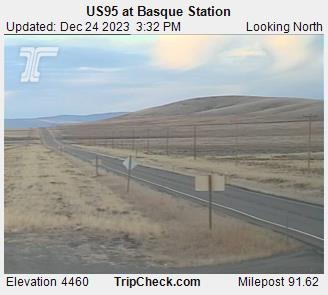 US95 at Basque Station
Updated: Dec 24 2023 3:32 PM Looking North
Elevation 4460 TripCheck.com Milepost 91.62